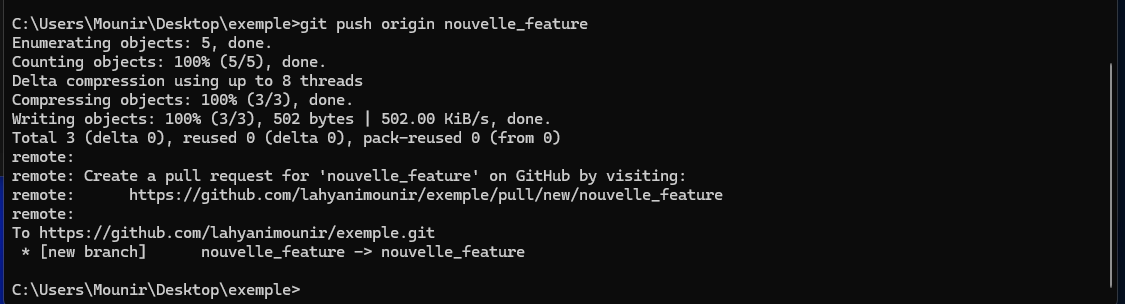 C:\Users\Mounir\Desktop\exemple>git push origin nouvelle_feature
Enumerating objects: 5, done.
Counting objects: 100% (5/5), done.
Delta compression using up to 8 threads
Compressing objects: 100% (3/3), done.
Writing objects: 100% (3/3), 502 bytes | 502.00 KiB/s, done.
Total 3 (delta 0), reused 0 (delta 0), pack-reused 0 (from 0)
remote:
remote: Create a pull request for 'nouvelle_feature' on GitHub by visiting:
remote:      https://github.com/lahyanimounir/exemple/pull/new/nouvelle_feature
remote:
To https://github.com/lahyanimounir/exemple.git
 * [new branch]      nouvelle_feature -> nouvelle_feature
C:\Users\Mounir\Desktop\exemple>